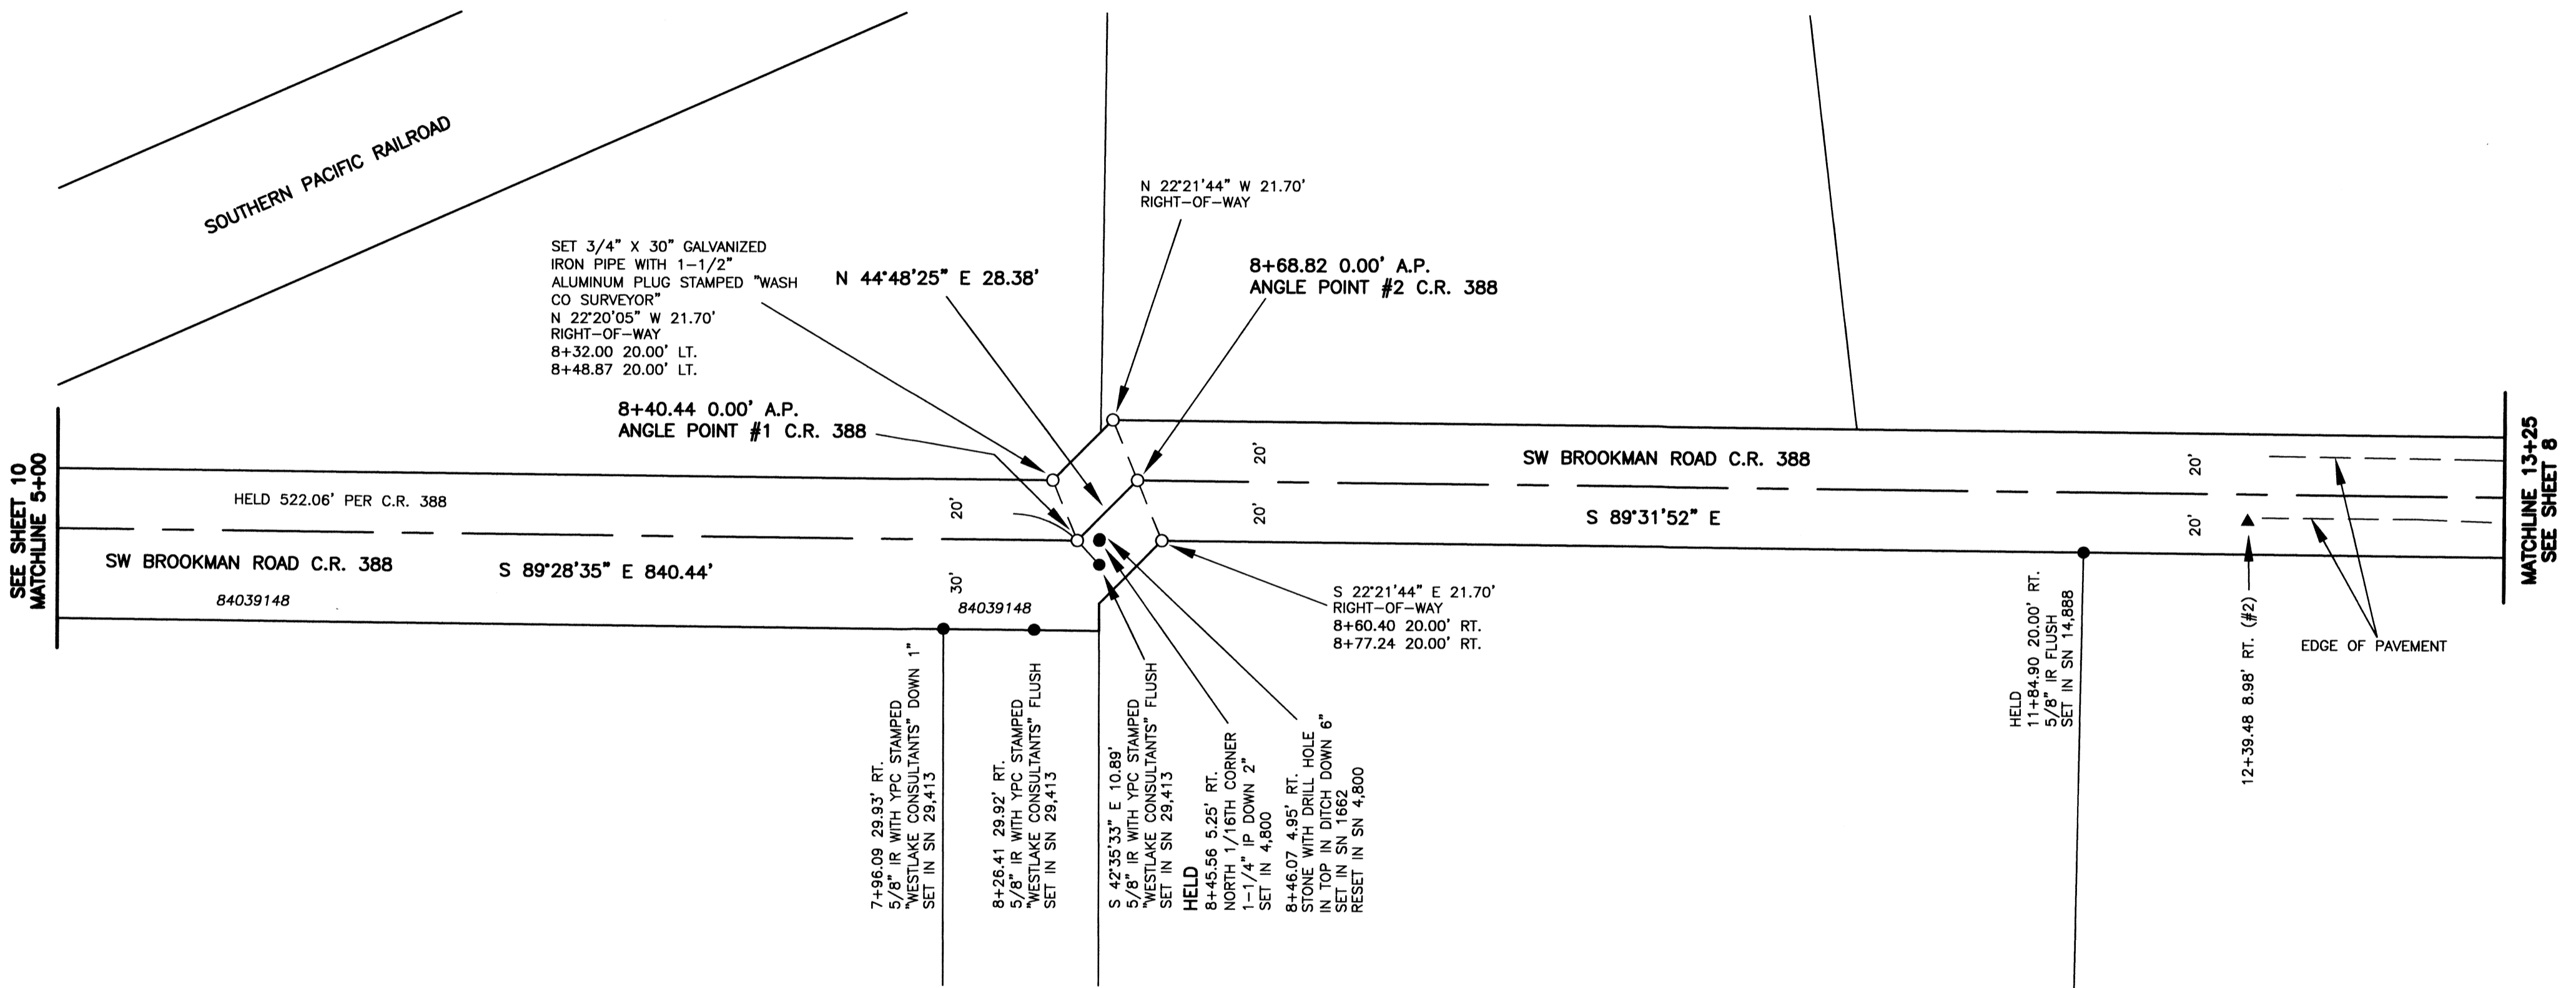 SOUTHERN PACIFIC RAILROAD
N 22°21'44" W 21.70'
RIGHT-OF-WAY
SET 3/4" X 30" GALVANIZED
IRON PIPE WITH 1-1/2"
ALUMINUM PLUG STAMPED "WASH
CO SURVEYOR"
N 22°20'05" W 21.70'
RIGHT-OF-WAY
8+32.00 20.00' LT.
8+48.87 20.00' LT.
N 44°48'25" E 28.38'
8+68.82 0.00' A.P.
ANGLE POINT #2 C.R. 388
8+40.44 0.00' A.P.
ANGLE POINT #1 C.R. 388
SEE SHEET 10
MATCHLINE 5+00
HELD 522.06' PER C.R. 388
SW BROOKMAN ROAD C.R. 388
S 89°28'35" E 840.44'
84039148
20'
30'
84039148
20'
20'
SW BROOKMAN ROAD C.R. 388
S 89°31'52" E
20'
20'
MATCHLINE 13+25
SEE SHEET 8
S 22°21'44" E 21.70'
RIGHT-OF-WAY
8+60.40 20.00' RT.
8+77.24 20.00' RT.
EDGE OF PAVEMENT
7+96.09 29.93' RT.
5/8" IR WITH YPC STAMPED
"WESTLAKE CONSULTANTS" DOWN 1"
SET IN SN 29,413
8+26.41 29.92' RT.
5/8" IR WITH YPC STAMPED
"WESTLAKE CONSULTANTS" FLUSH
SET IN SN 29,413
S 42°35'33" E 10.89'
5/8" IR WITH YPC STAMPED
"WESTLAKE CONSULTANTS" FLUSH
SET IN SN 29,413
HELD
8+45.56 5.25' RT.
NORTH 1/16TH CORNER
1-1/4" IP DOWN 2"
SET IN 4,800
8+46.07 4.95' RT.
STONE WITH DRILL HOLE
IN TOP IN DITCH DOWN 6"
SET IN SN 1662
RESET IN SN 4,800
HELD
11+84.90 20.00' RT.
5/8" IR FLUSH
SET IN SN 14,888
12+39.48 8.98' RT. (#2)